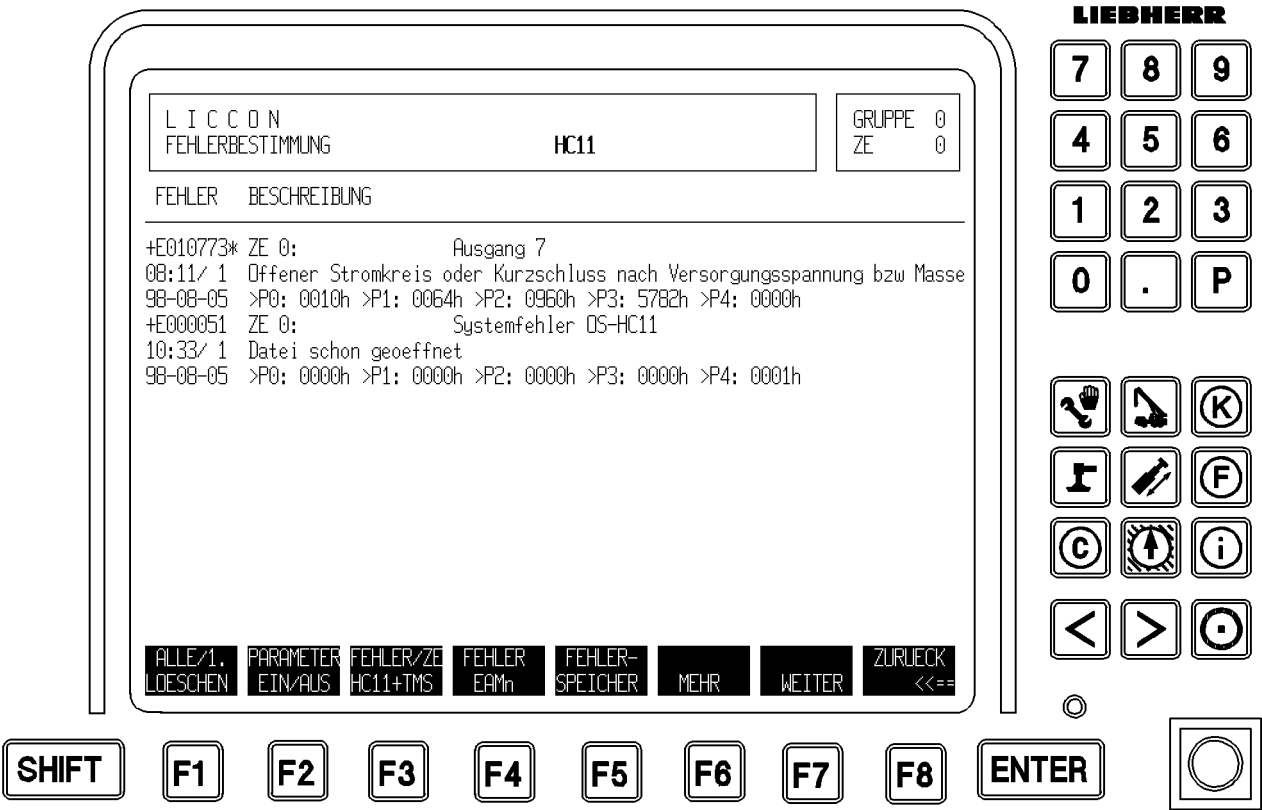 LIEBHERR
L I C C O N
FEHLERBESTIMMUNG HC11
GRUPPE 0
ZE 0
FEHLER BESCHREIBUNG
+E010773* ZE 0: Ausgang 7
08:11/ 1 Offener Stromkreis oder Kurzschluss nach Versorgungsspannung bzw Masse
98-08-05 >P0: 0010h >P1: 0064h >P2: 0960h >P3: 5782h >P4: 0000h
+E000051 ZE 0: Systemfehler OS-HC11
10:33/ 1 Datei schon geoeffnet
98-08-05 >P0: 0000h >P1: 0000h >P2: 0000h >P3: 0000h >P4: 0001h
ALLE/1. PARAMETER FEHLER/ZE FEHLER FEHLER- ZURUECK
LOESCHEN EIN/AUS HC11+TMS EAMn SPEICHER MEHR WEITER <<==
7 8 9
4 5 6
1 2 3
0 . P
K
F
C i
< >
SHIFT F1 F2 F3 F4 F5 F6 F7 F8 ENTER